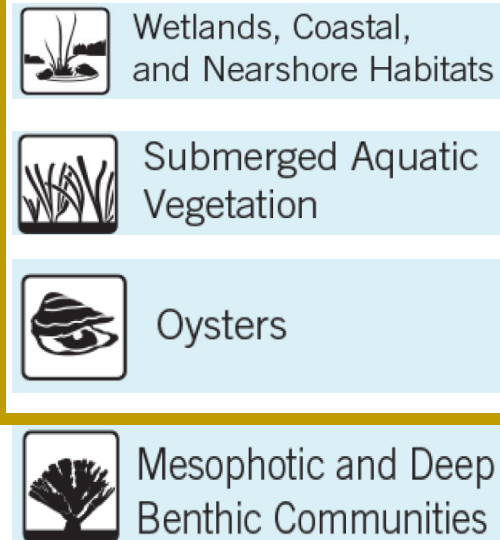 Wetlands, Coastal,
and Nearshore Habitats
Submerged Aquatic
Vegetation
Oysters
Mesophotic and Deep
Benthic Communities